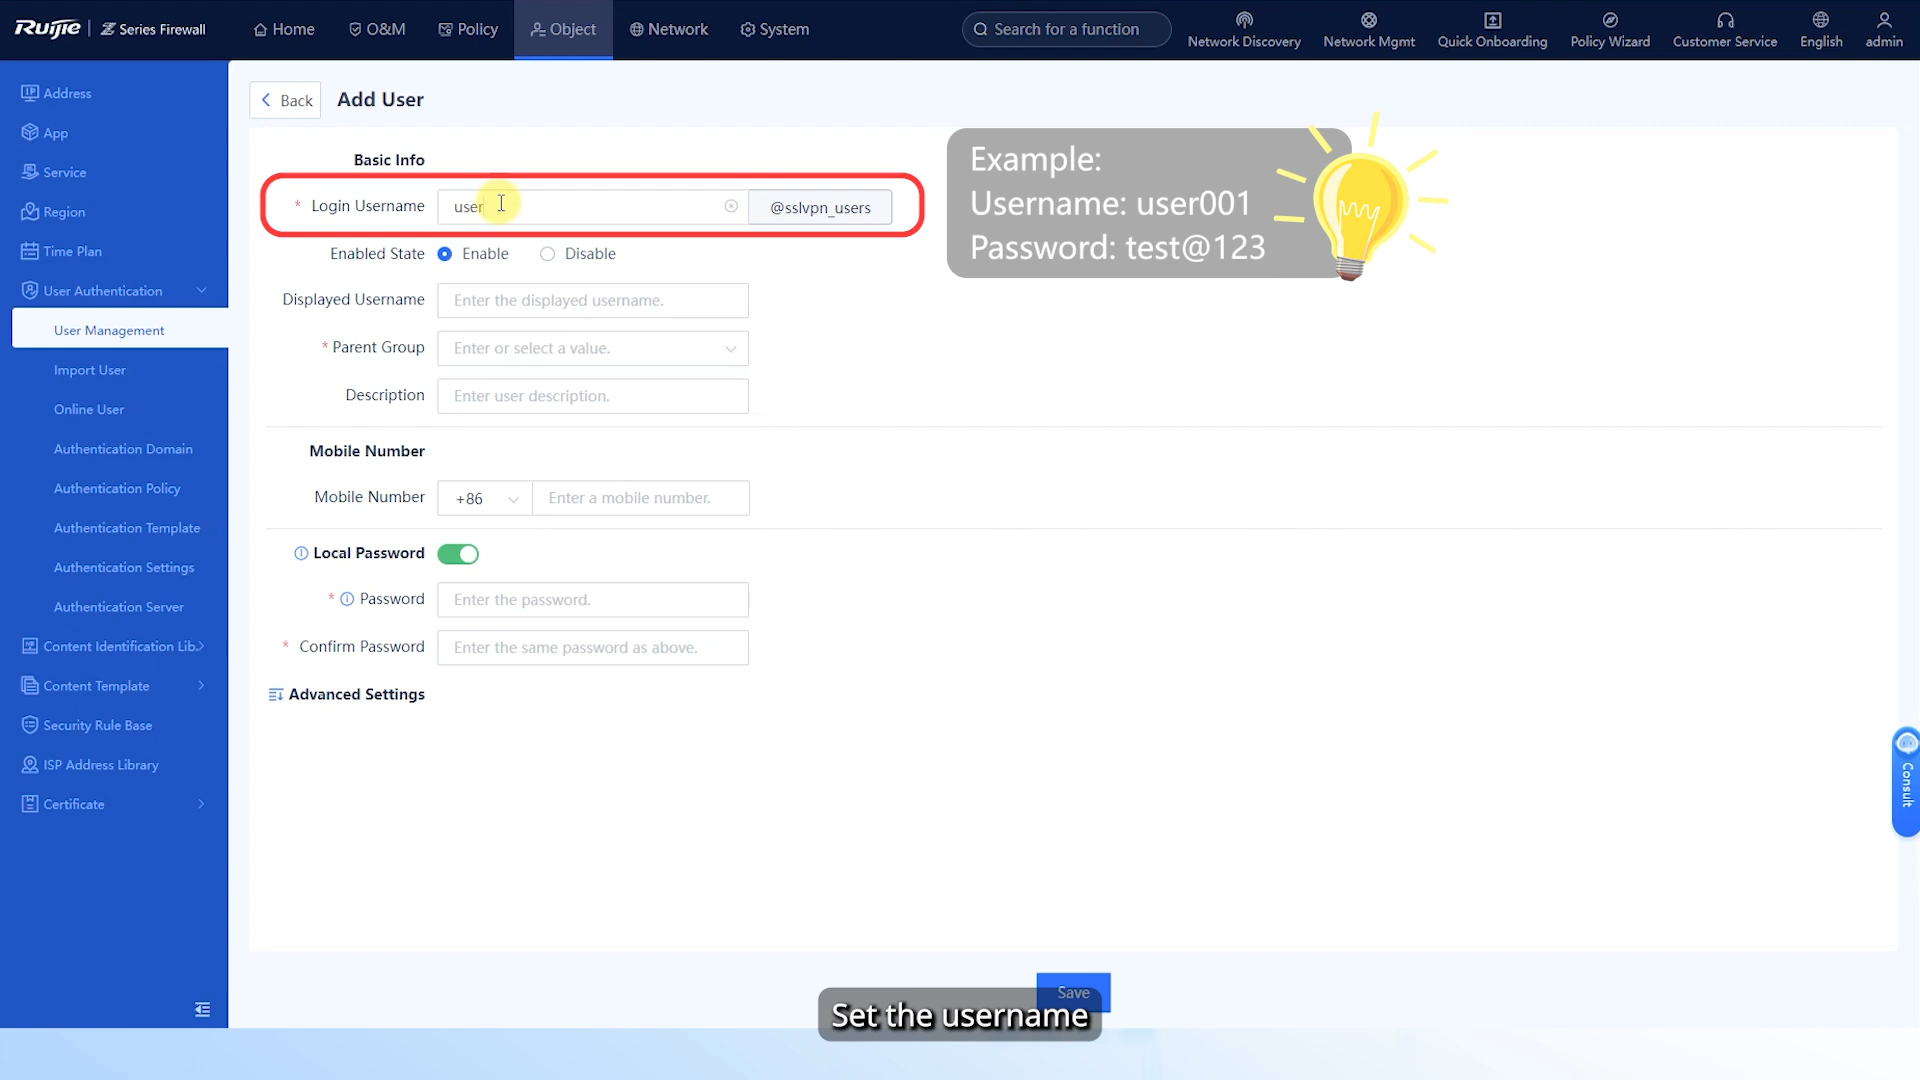 Ruijie | Z Series Firewall
Home
O&M
Policy
Object
Network
System
Search for a function
Network Discovery
Network Mgmt
Quick Onboarding
Policy Wizard
Customer Service
English
admin
Address
App
Service
Region
Time Plan
User Authentication
User Management
Import User
Online User
Authentication Domain
Authentication Policy
Authentication Template
Authentication Settings
Authentication Server
Content Identification Lib.
Content Template
Security Rule Base
ISP Address Library
Certificate
Back
Add User
Basic Info
* Login Username user @sslvpn_users
Enabled State Enable Disable
Displayed Username Enter the displayed username.
* Parent Group Enter or select a value.
Description Enter user description.
Mobile Number
Mobile Number +86 Enter a mobile number.
Local Password
* Password Enter the password.
* Confirm Password Enter the same password as above.
Advanced Settings
Example:
Username: user001
Password: test@123
Consult
Save
Set the username